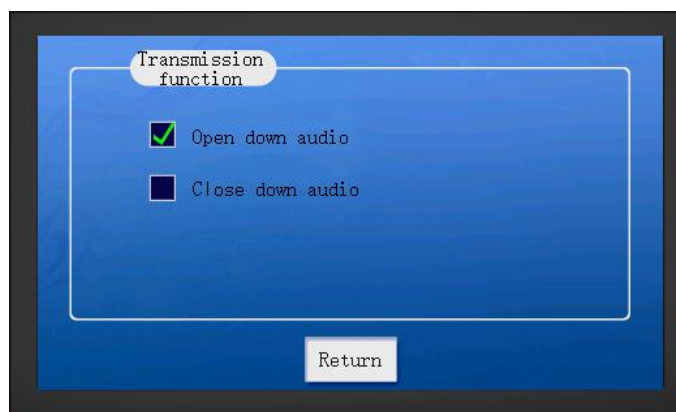 Transmission
function
Open down audio
Close down audio
Return